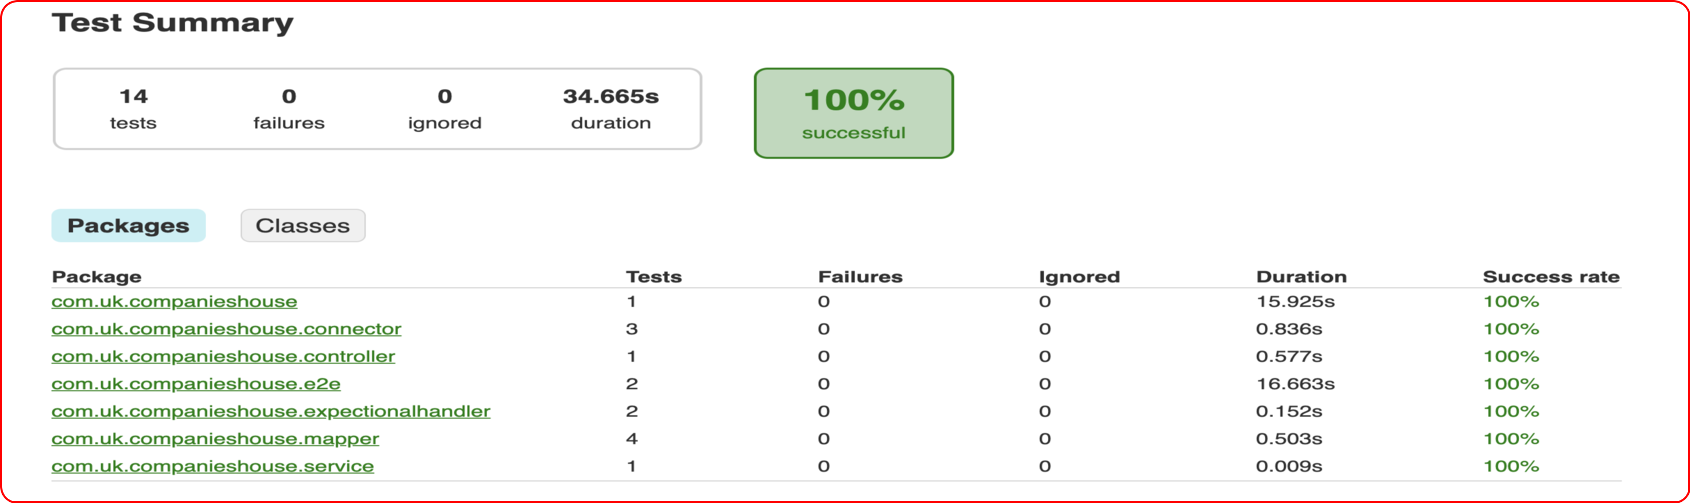 Test Summary
14 0 0 34.665s
tests failures ignored duration
100%
successful
Packages Classes
Package Tests Failures Ignored Duration Success rate
com.uk.companieshouse 1 0 0 15.925s 100%
com.uk.companieshouse.connector 3 0 0 0.836s 100%
com.uk.companieshouse.controller 1 0 0 0.577s 100%
com.uk.companieshouse.e2e 2 0 0 16.663s 100%
com.uk.companieshouse.expectionalhandler 2 0 0 0.152s 100%
com.uk.companieshouse.mapper 4 0 0 0.503s 100%
com.uk.companieshouse.service 1 0 0 0.009s 100%